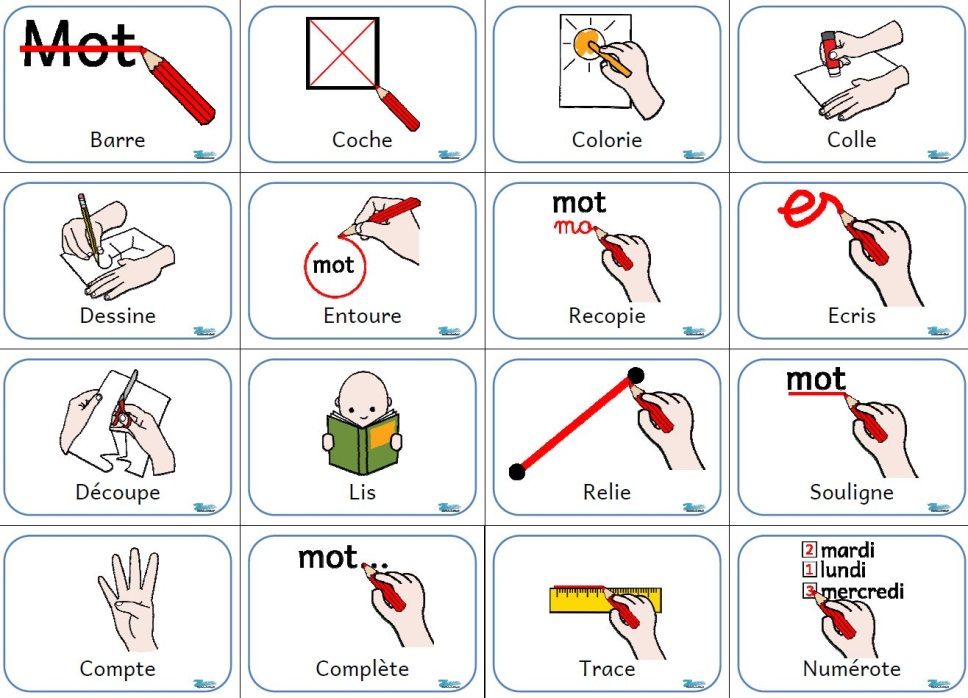 Mot
Barre
Coche
Colorie
Colle
Dessine
mot
Entoure
mot
mo
Recopie
e
Ecris
Découpe
Lis
Relie
mot
Souligne
Compte
mot...
Complète
Trace
2 mardi
1 lundi
3 mercredi
Numérote